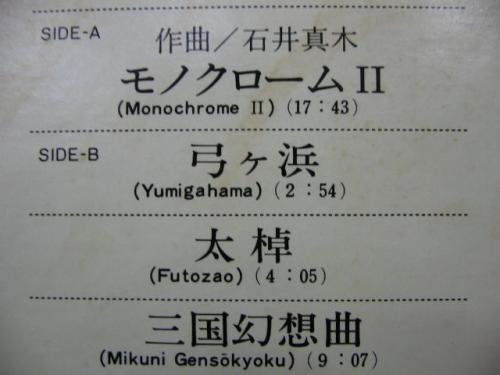 SIDE-A 作曲/石井真木
モノクロームII
(Monochrome II) (17:43)
SIDE-B 弓ヶ浜
(Yumigahama) (2:54)
太棹
(Futozao) (4:05)
三国幻想曲
(Mikuni Gensōkyoku) (9:07)